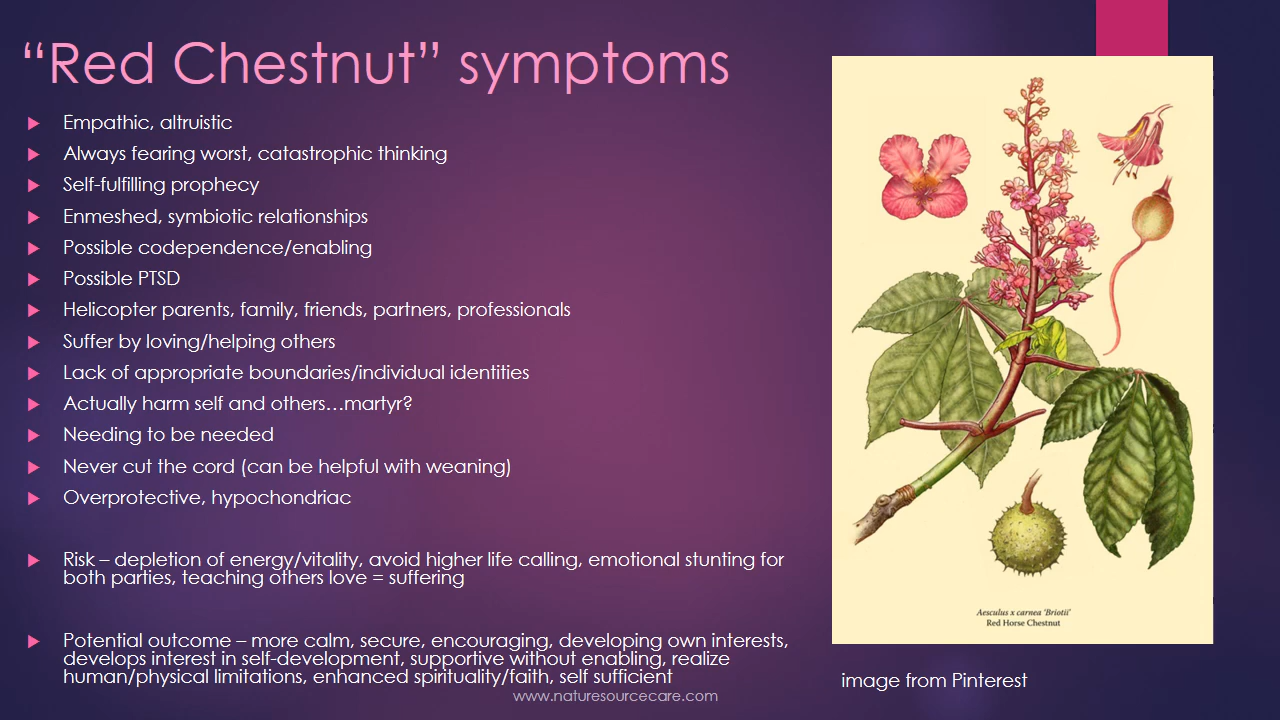 “Red Chestnut” symptoms
Empathic, altruistic
Always fearing worst, catastrophic thinking
Self-fulfilling prophecy
Enmeshed, symbiotic relationships
Possible codependence/enabling
Possible PTSD
Helicopter parents, family, friends, partners, professionals
Suffer by loving/helping others
Lack of appropriate boundaries/individual identities
Actually harm self and others…martyr?
Needing to be needed
Never cut the cord (can be helpful with weaning)
Overprotective, hypochondriac
Risk – depletion of energy/vitality, avoid higher life calling, emotional stunting for
both parties, teaching others love = suffering
Potential outcome – more calm, secure, encouraging, developing own interests,
develops interest in self-development, supportive without enabling, realize
human/physical limitations, enhanced spirituality/faith, self sufficient
www.naturesourcecare.com
Aesculus x carnea 'Briotii'
Red Horse Chestnut
image from Pinterest